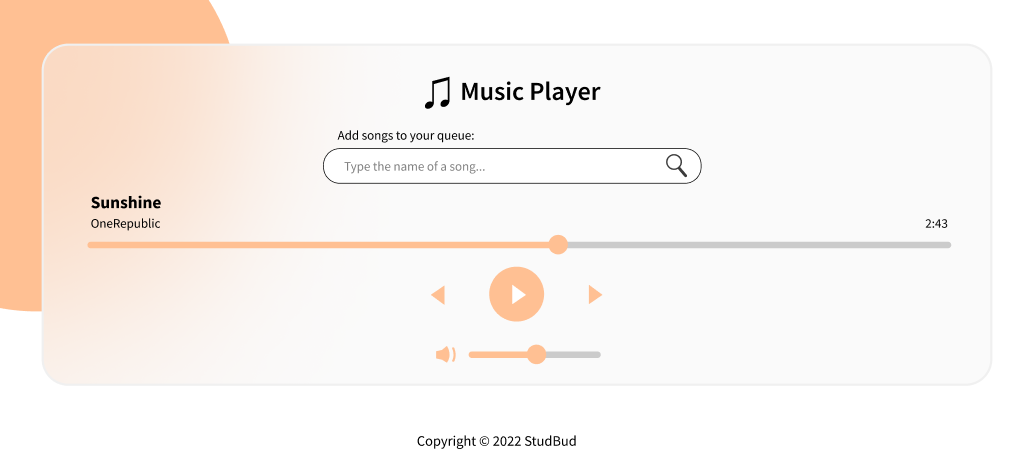 Music Player
Add songs to your queue:
Type the name of a song...
Sunshine
OneRepublic
2:43
Copyright © 2022 StudBud